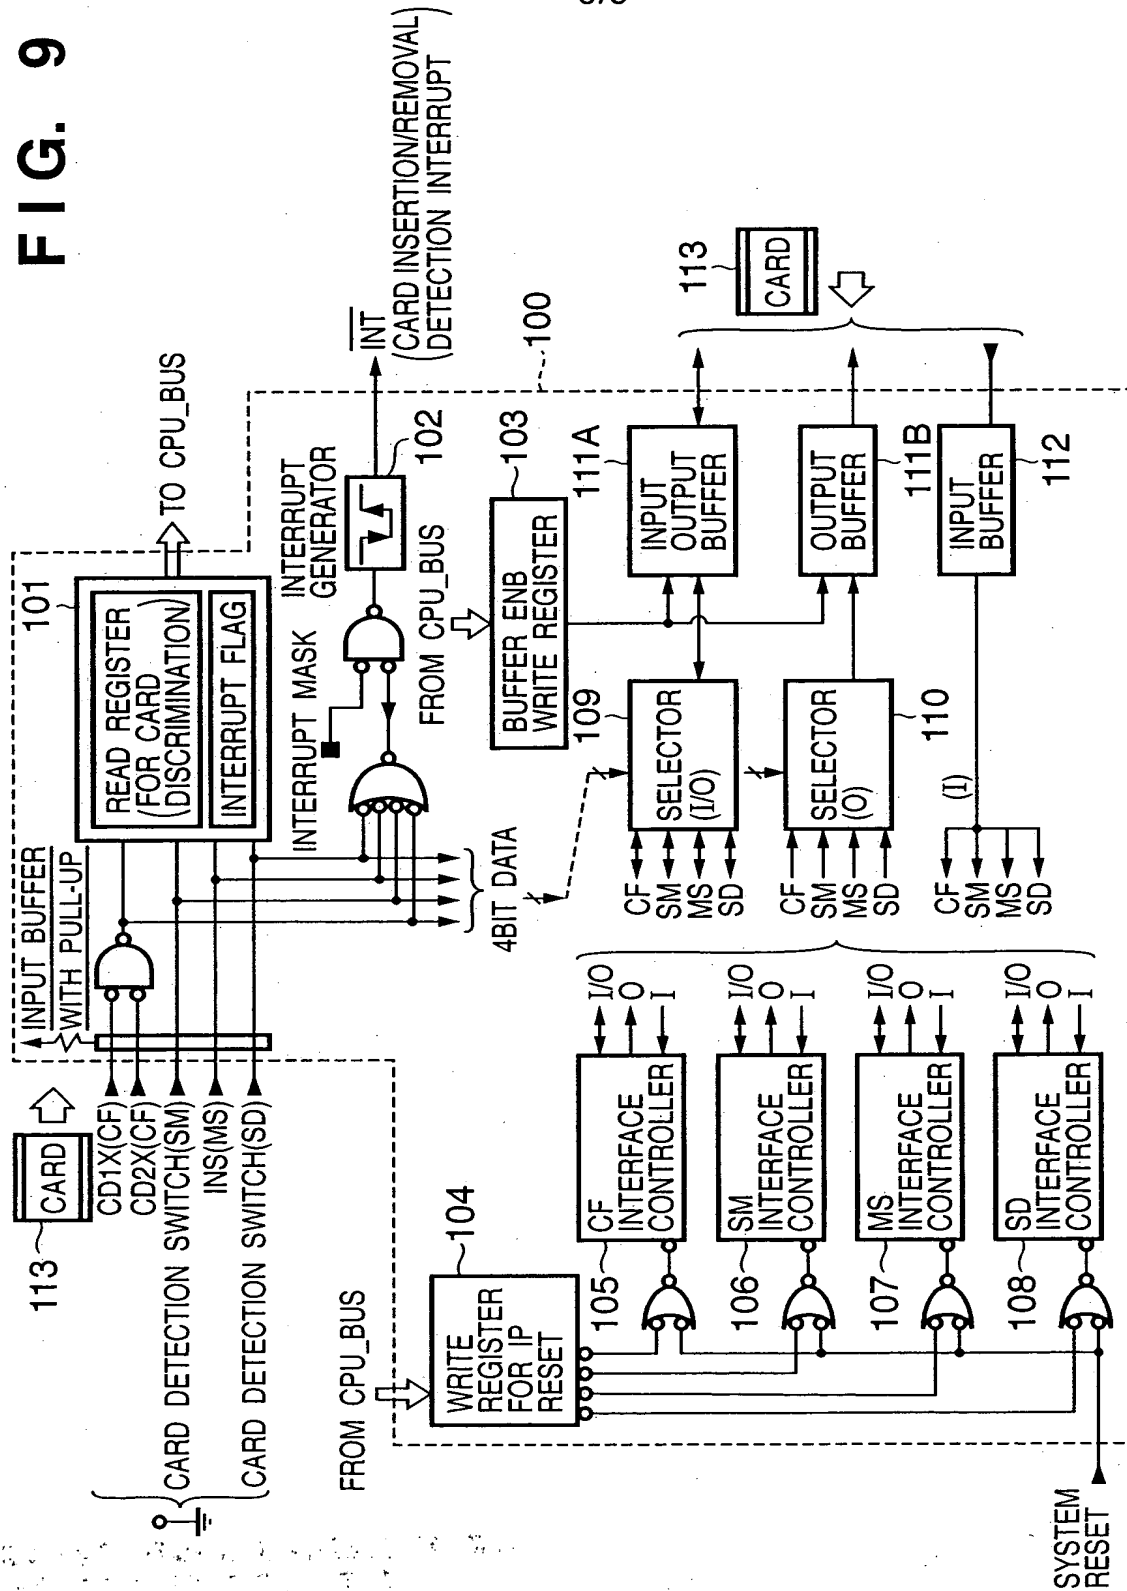 FIG. 9
113
CARD
CD1X(CF)
CD2X(CF)
CARD DETECTION SWITCH(SM)
INS(MS)
CARD DETECTION SWITCH(SD)
INPUT BUFFER
WITH PULL-UP
101
READ REGISTER
(FOR CARD
DISCRIMINATION)
INTERRUPT FLAG
TO CPU_BUS
INTERRUPT MASK
INTERRUPT
GENERATOR
102
INT
(CARD INSERTION/REMOVAL)
DETECTION INTERRUPT
100
4BIT DATA
FROM CPU_BUS
103
BUFFER ENB
WRITE REGISTER
FROM CPU_BUS
104
WRITE
REGISTER
FOR IP
RESET
105
CF
INTERFACE
CONTROLLER
I/O
O
I
106
SM
INTERFACE
CONTROLLER
I/O
O
I
107
MS
INTERFACE
CONTROLLER
I/O
O
I
108
SD
INTERFACE
CONTROLLER
I/O
O
I
SYSTEM
RESET
CF
SM
MS
SD
109
SELECTOR
(I/O)
111A
INPUT
OUTPUT
BUFFER
CF
SM
MS
SD
SELECTOR
(O)
110
OUTPUT
BUFFER
111B
CF
SM
MS
SD
(I)
INPUT
BUFFER
112
113
CARD